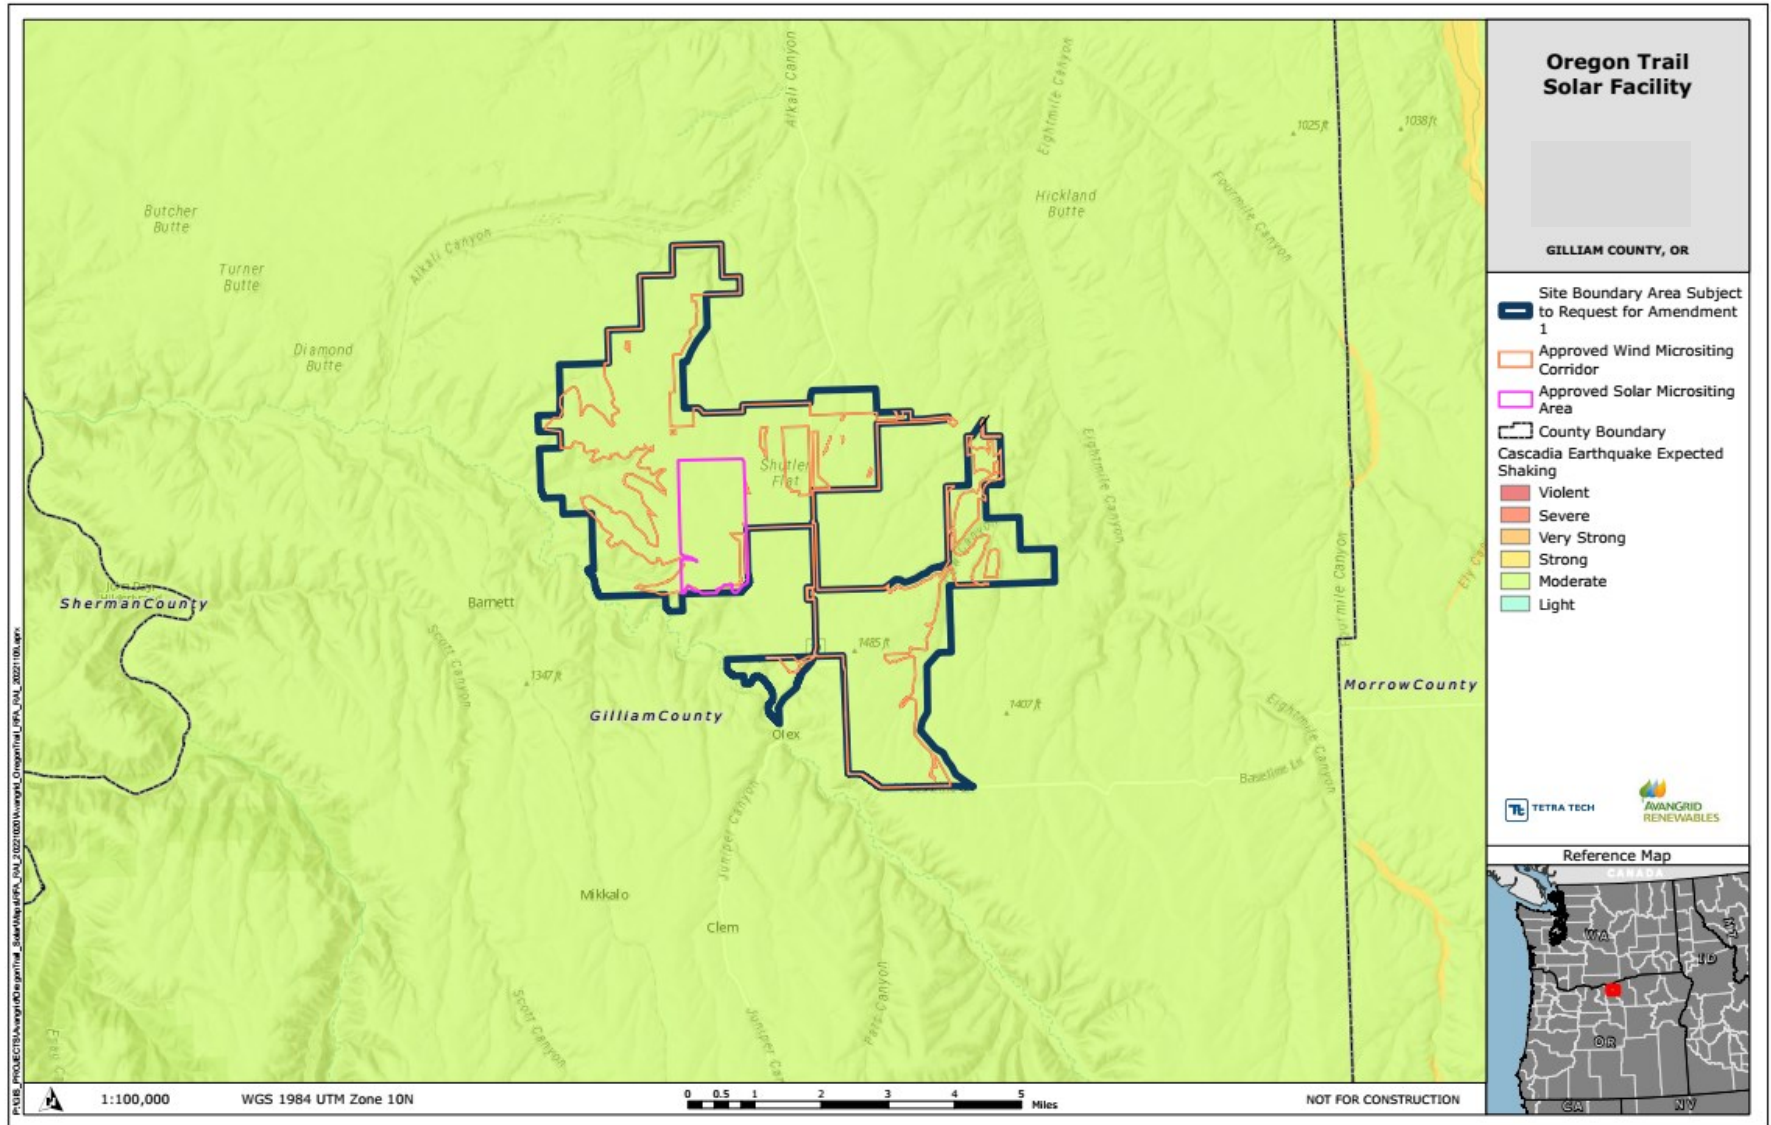 Oregon Trail
Solar Facility
GILLIAM COUNTY, OR
Site Boundary Area Subject
to Request for Amendment
1
Approved Wind Micrositing
Corridor
Approved Solar Micrositing
Area
County Boundary
Cascadia Earthquake Expected
Shaking
Violent
Severe
Very Strong
Strong
Moderate
Light
TETRA TECH
AVANGRID
RENEWABLES
Reference Map
CANADA
WA
MT
ID
OR
CA
NV
Alkali Canyon
Eightmile Canyon
1025 ft
1038 ft
Fourmile Canyon
Hickland
Butte
Butcher
Butte
Alkali Canyon
Turner
Butte
Diamond
Butte
Shutler
Flat
Eightmile Canyon
Fourmile Canyon
Sherman County
Barnett
Scott Canyon
1485 ft
1347 ft
Gilliam County
Olex
1407 ft
Morrow County
Eightmile Canyon
Baseline Ln
Juniper Canyon
Mikkalo
Clem
Scott Canyon
Juniper
1:100,000
WGS 1984 UTM Zone 10N
0 0.5 1 2 3 4 5
Miles
NOT FOR CONSTRUCTION